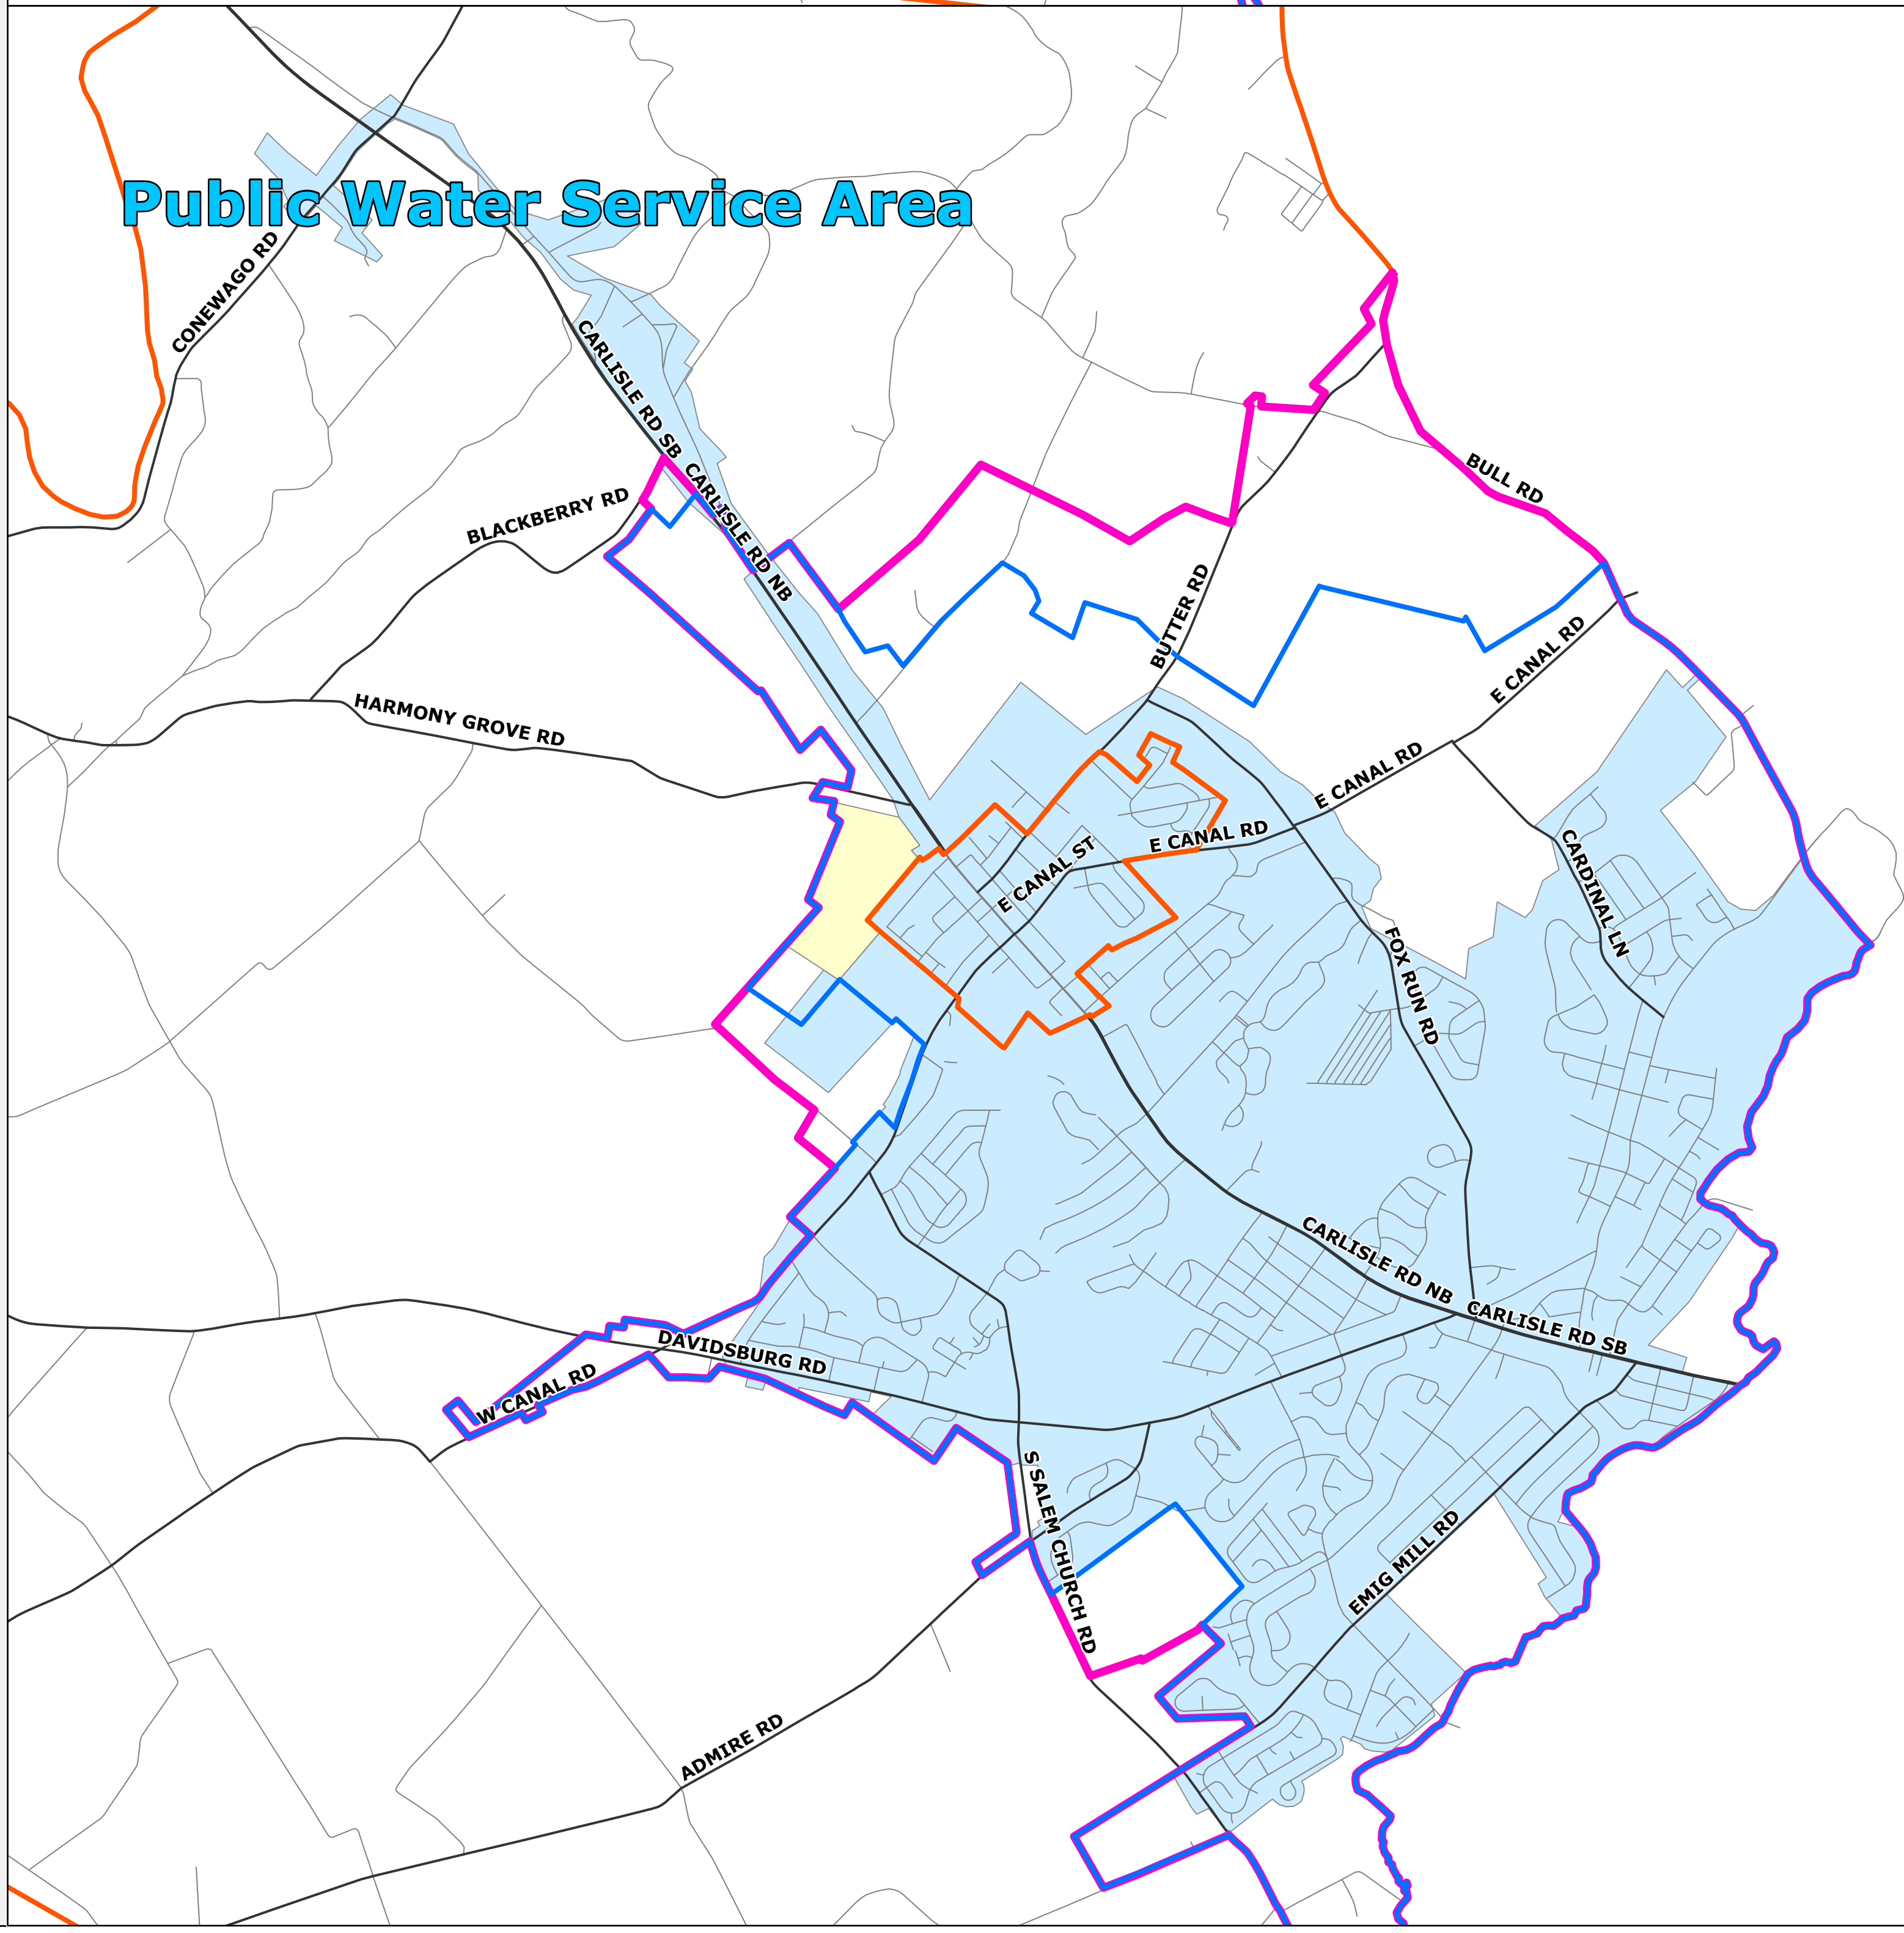 Public Water Service Area
CONEWAGO RD
CARLISLE RD SB
CARLISLE RD NB
BLACKBERRY RD
BULL RD
BUTTER RD
E CANAL RD
HARMONY GROVE RD
E CANAL RD
E CANAL RD
E CANAL ST
CARDINAL LN
FOX RUN RD
CARLISLE RD NB
CARLISLE RD SB
DAVIDSBURG RD
W CANAL RD
S SALEM CHURCH RD
EMIG MILL RD
ADMIRE RD